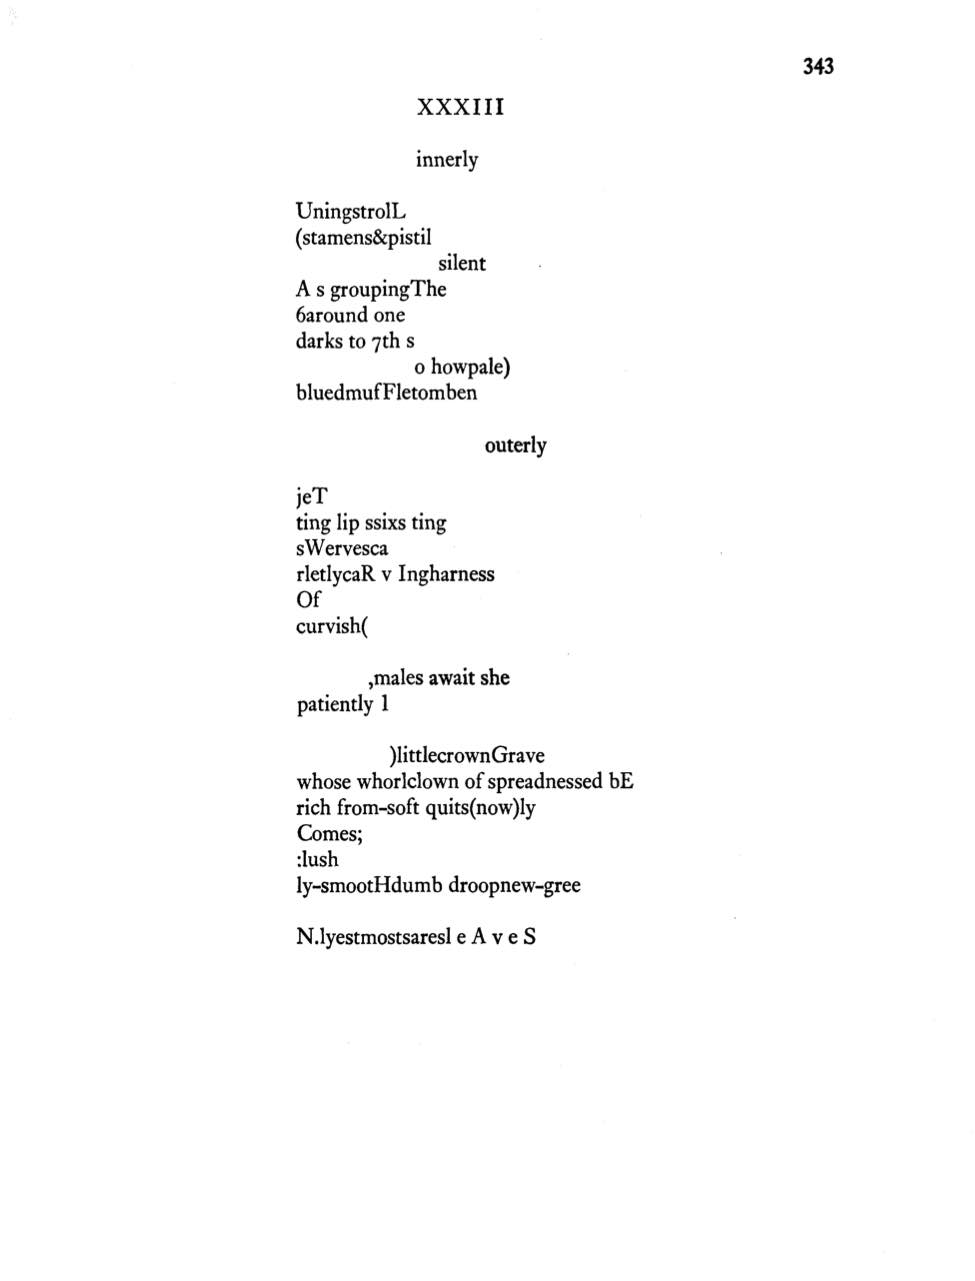 343
XXXIII
innerly
UningstrolL
(stamens&pistil
silent
A s groupingThe
6around one
darks to 7th s
o howpale)
bluedmufFletomben
outerly
jeT
ting lip ssixs ting
sWervesca
rletlycaR v Ingharness
Of
curvish(
,males await she
patiently 1
)littlecrownGrave
whose whorlclown of spreadnessed bE
rich from-soft quits(now)ly
Comes;
:lush
ly-smootHdumb droopnew-gree
N.lyestmostsaresl e A v e S